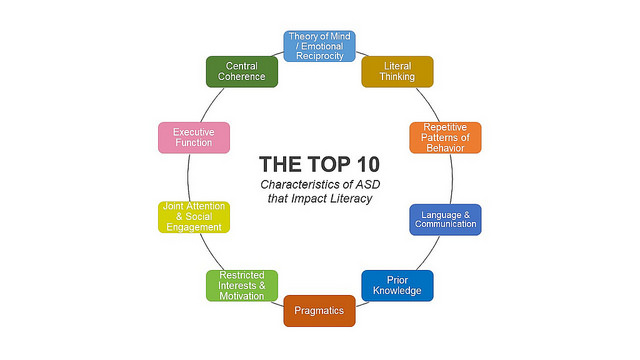 Theory of Mind
/ Emotional
Reciprocity
Literal
Thinking
Repetitive
Patterns of
Behavior
Language &
Communication
Prior
Knowledge
Pragmatics
Restricted
Interests &
Motivation
Joint Attention
& Social
Engagement
Executive
Function
Central
Coherence
THE TOP 10
Characteristics of ASD
that Impact Literacy